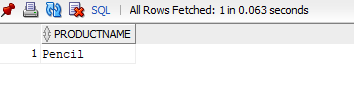 SQL | All Rows Fetched: 1 in 0.063 seconds
PRODUCTNAME
1 Pencil